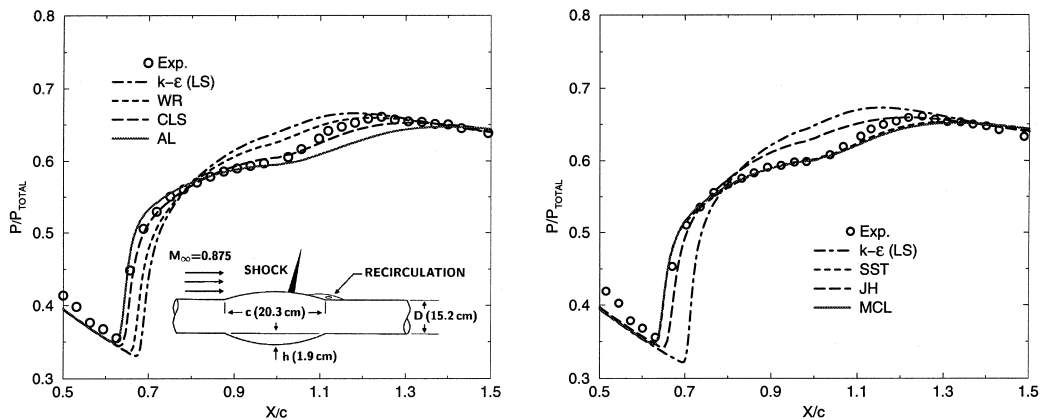 0.8
0.7
0.6
0.5
0.4
0.3
P/P_TOTAL
Exp.
k–ε (LS)
WR
CLS
AL
M∞=0.875
SHOCK
RECIRCULATION
c (20.3 cm)
D (15.2 cm)
h (1.9 cm)
0.5 0.7 0.9 1.1 1.3 1.5
X/c
0.8
0.7
0.6
0.5
0.4
0.3
P/P_TOTAL
Exp.
k–ε (LS)
SST
JH
MCL
0.5 0.7 0.9 1.1 1.3 1.5
X/c